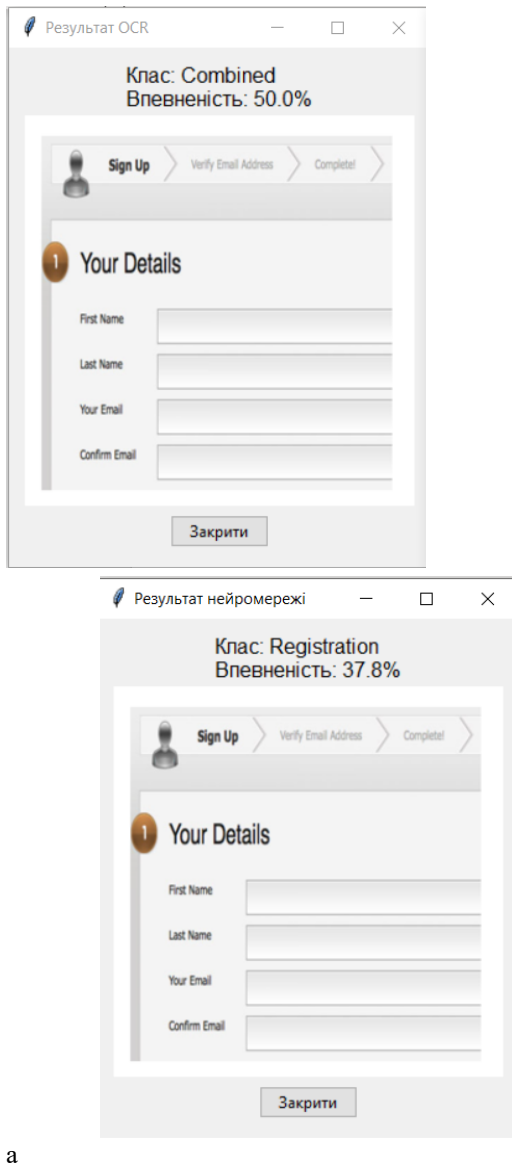 Результат OCR
Клас: Combined
Впевненість: 50.0%
Sign Up Verify Email Address Complete!
1 Your Details
First Name
Last Name
Your Email
Confirm Email
Закрити
Результат нейромережі
Клас: Registration
Впевненість: 37.8%
Sign Up Verify Email Address Complete!
1 Your Details
First Name
Last Name
Your Email
Confirm Email
Закрити
а